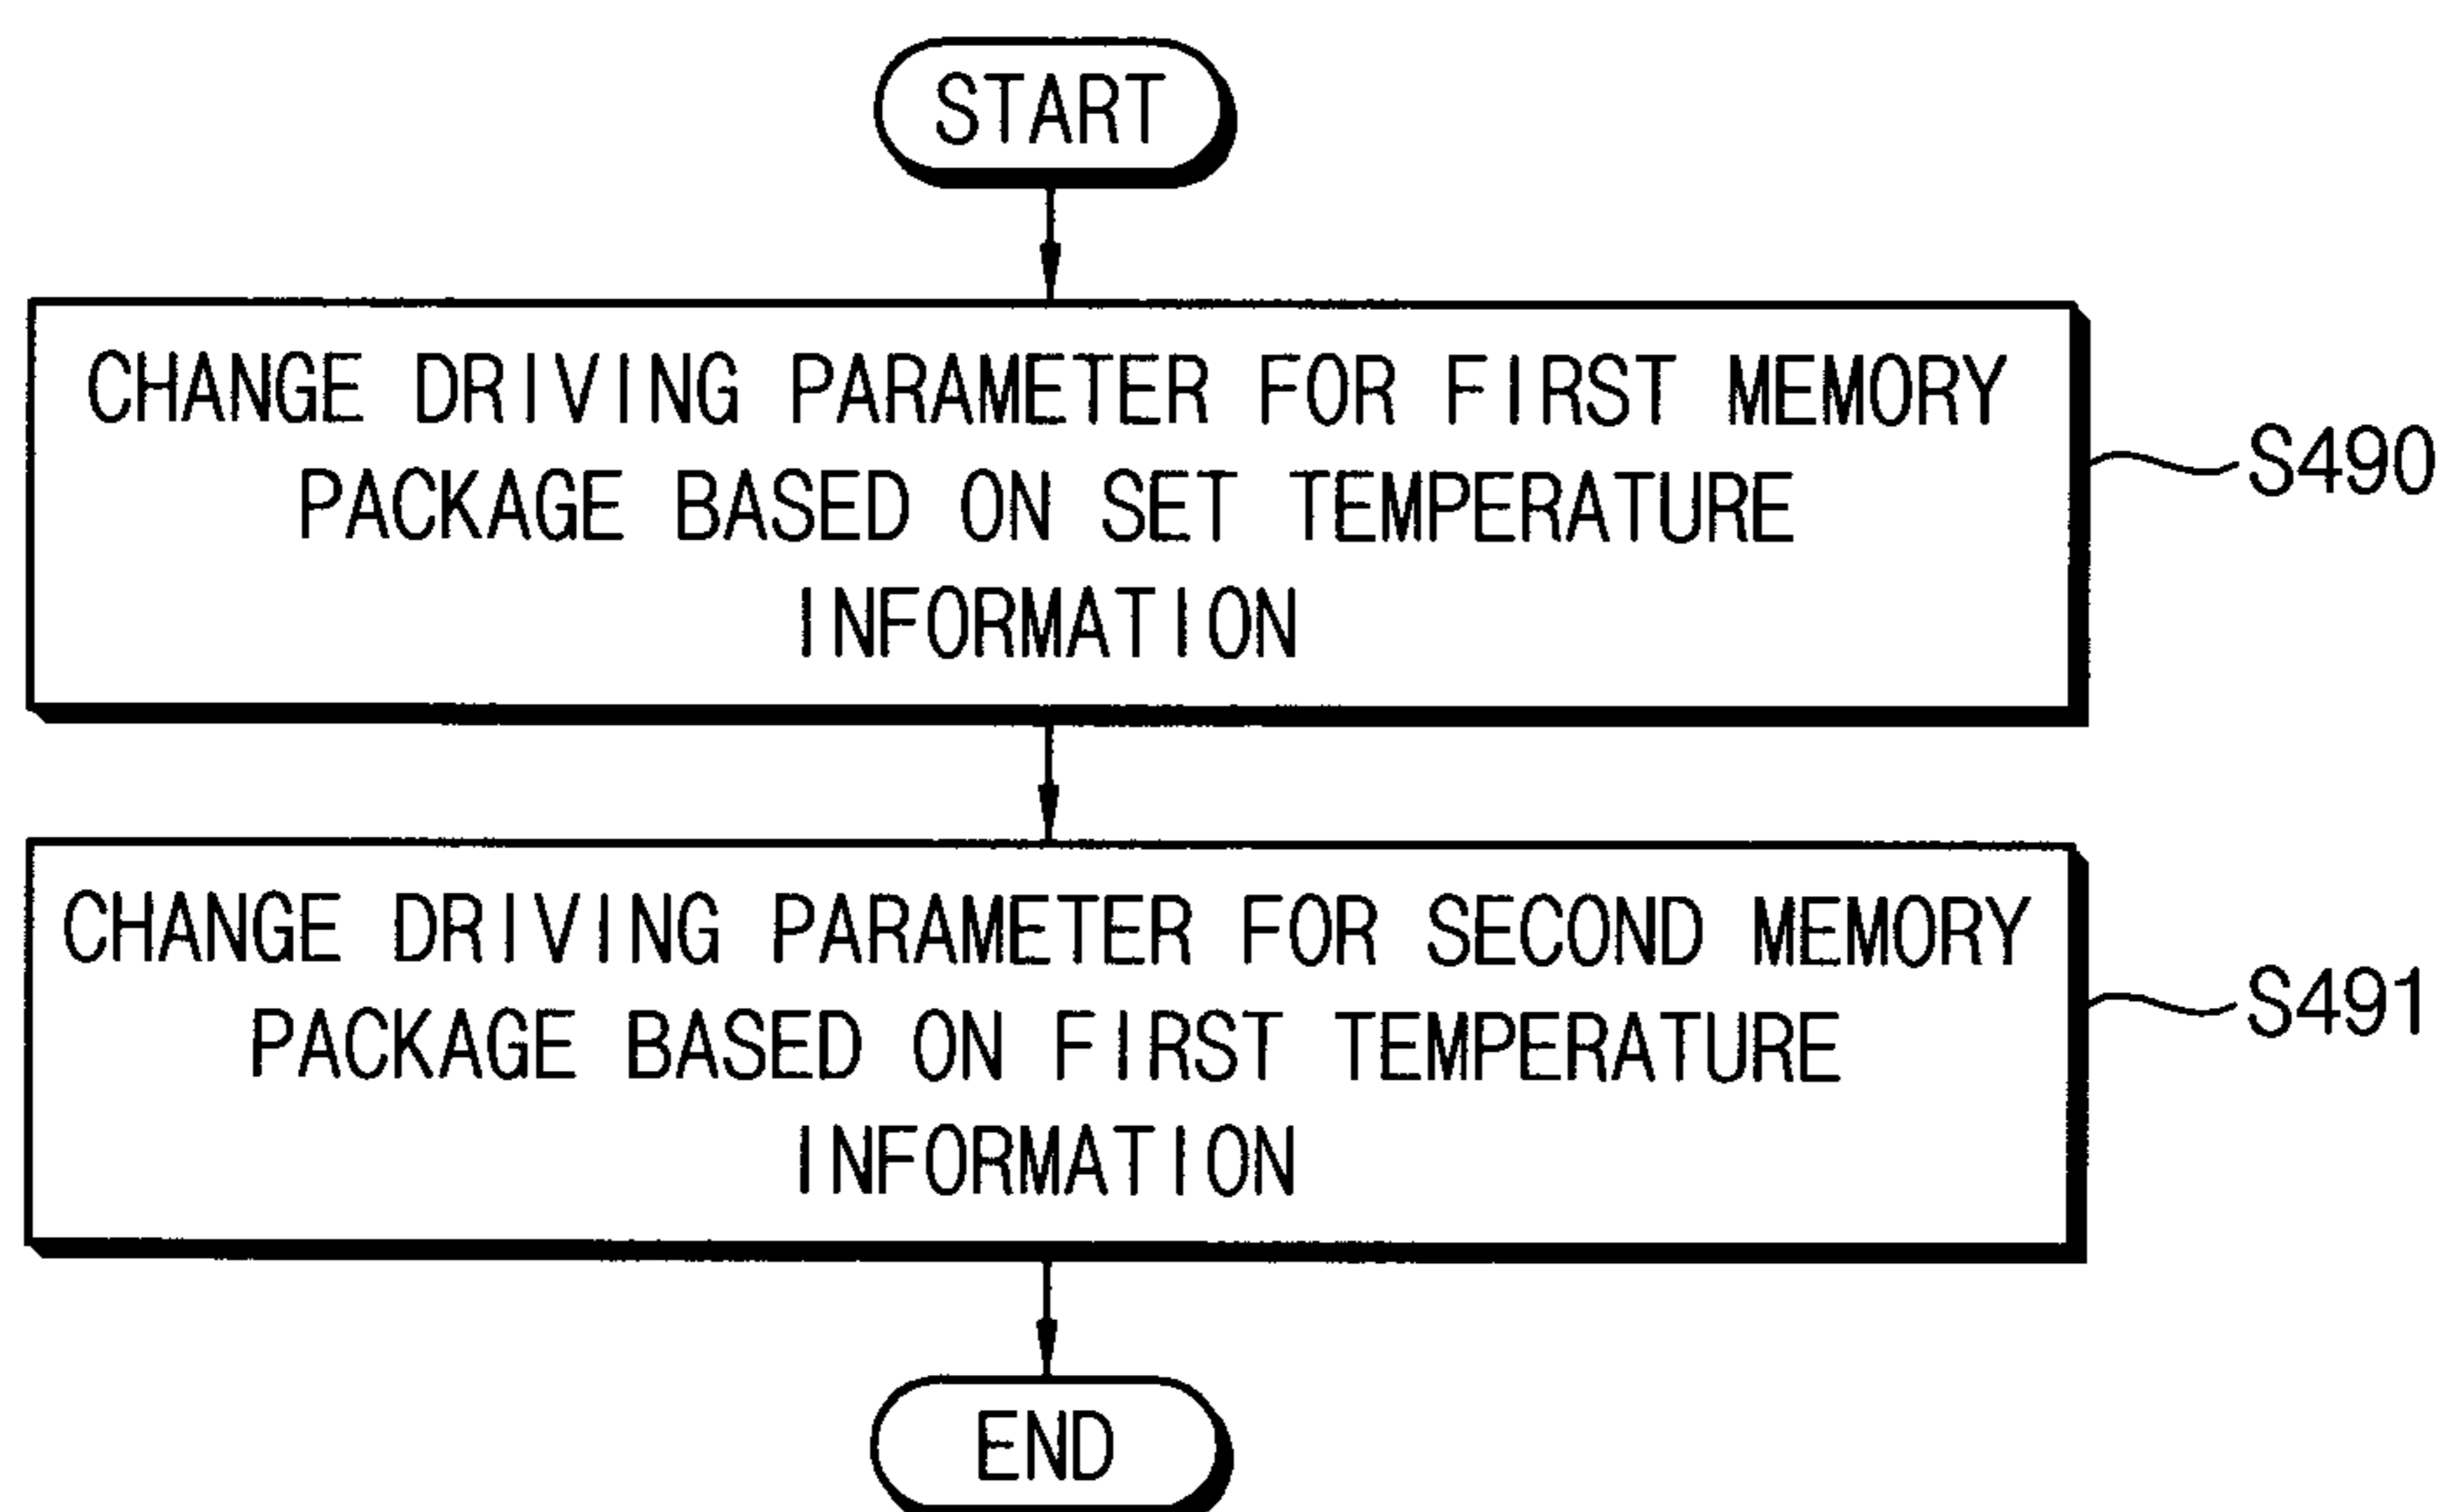 START
CHANGE DRIVING PARAMETER FOR FIRST MEMORY
PACKAGE BASED ON SET TEMPERATURE
INFORMATION
S490
CHANGE DRIVING PARAMETER FOR SECOND MEMORY
PACKAGE BASED ON FIRST TEMPERATURE
INFORMATION
S491
END